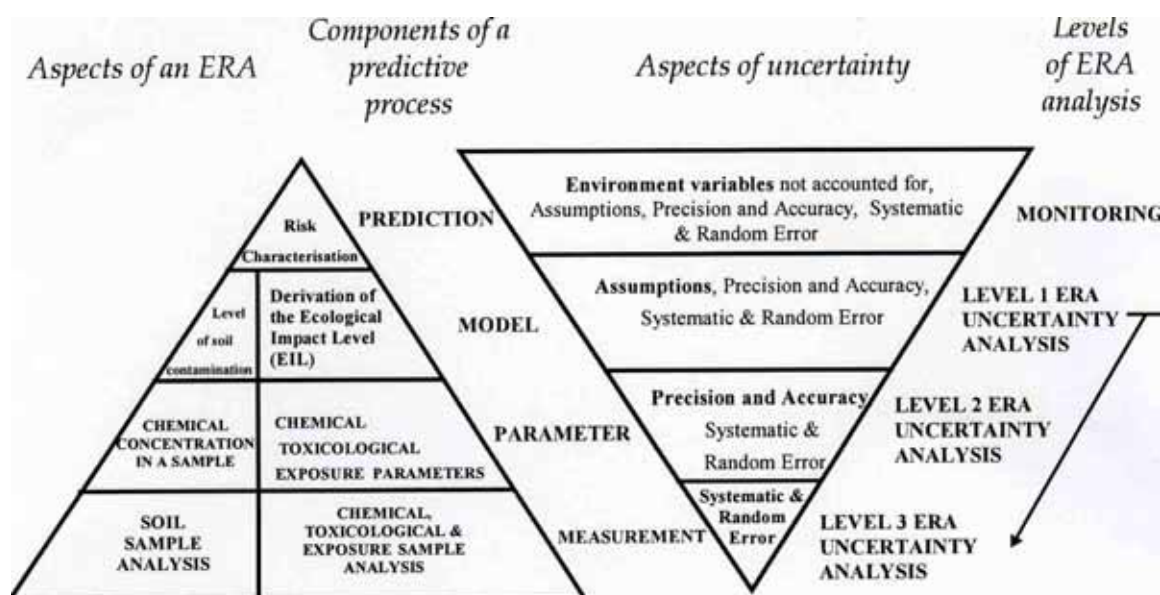 Aspects of an ERA
Components of a
predictive
process
Aspects of uncertainty
Levels
of ERA
analysis
Risk
Characterisation
PREDICTION
Environment variables not accounted for,
Assumptions, Precision and Accuracy, Systematic
& Random Error
MONITORING
Level
of soil
contamination
Derivation of
the Ecological
Impact Level
(EIL)
MODEL
Assumptions, Precision and Accuracy,
Systematic & Random Error
LEVEL 1 ERA
UNCERTAINTY
ANALYSIS
CHEMICAL
CONCENTRATION
IN A SAMPLE
CHEMICAL
TOXICOLOGICAL
EXPOSURE PARAMETERS
PARAMETER
Precision and Accuracy,
Systematic &
Random Error
LEVEL 2 ERA
UNCERTAINTY
ANALYSIS
SOIL
SAMPLE
ANALYSIS
CHEMICAL,
TOXICOLOGICAL &
EXPOSURE SAMPLE
ANALYSIS
MEASUREMENT
Systematic &
Random
Error
LEVEL 3 ERA
UNCERTAINTY
ANALYSIS